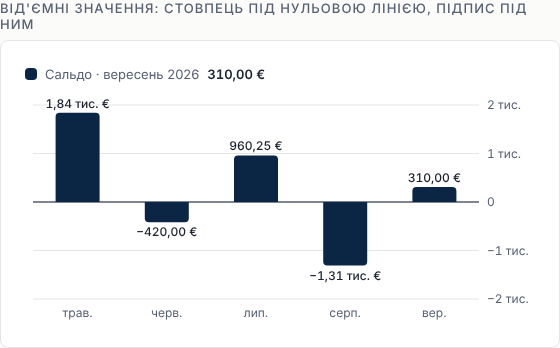 ВІД'ЄМНІ ЗНАЧЕННЯ: СТОВПЕЦЬ ПІД НУЛЬОВОЮ ЛІНІЄЮ, ПІДПИС ПІД
НИМ
Сальдо · вересень 2026 310,00 €
1,84 тис. €
2 тис.
960,25 €
1 тис.
310,00 €
0
−420,00 €
−1 тис.
−1,31 тис. €
−2 тис.
трав. черв. лип. серп. вер.